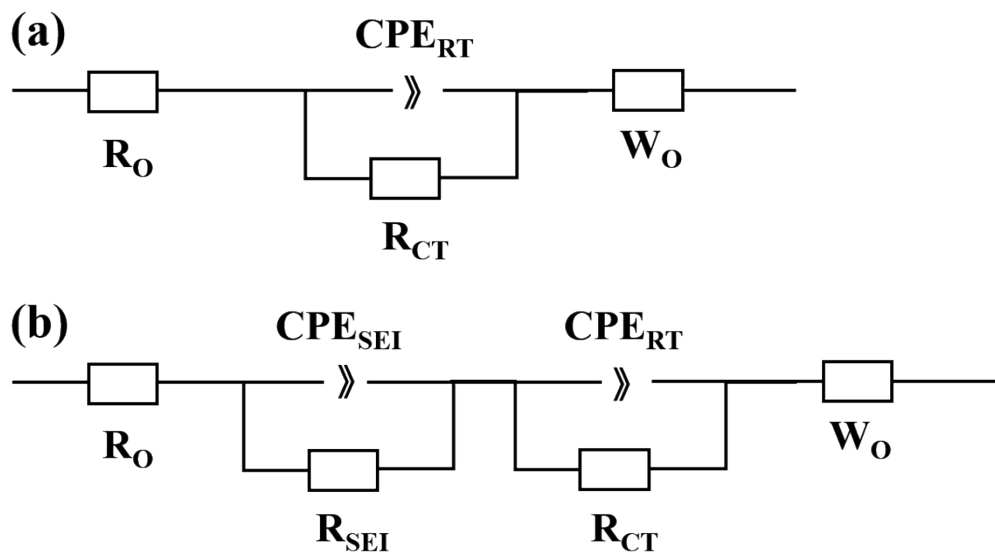 (a)
CPE_RT
R_O
W_O
R_CT
(b)
CPE_SEI
CPE_RT
R_O
W_O
R_SEI
R_CT